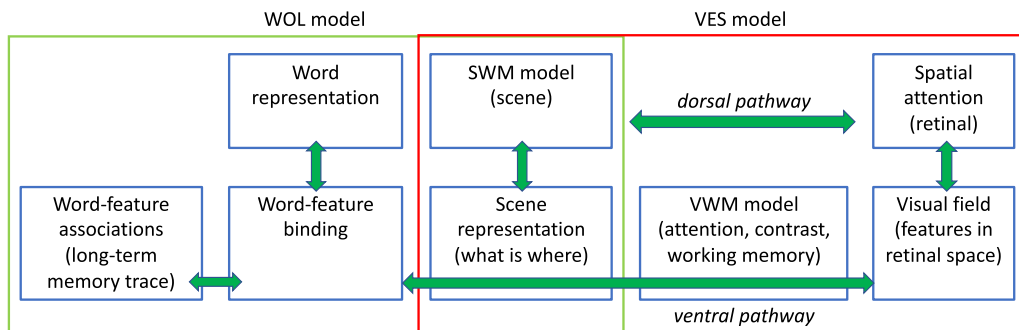 WOL model
VES model
Word
representation
SWM model
(scene)
dorsal pathway
Spatial
attention
(retinal)
Word-feature
associations
(long-term
memory trace)
Word-feature
binding
Scene
representation
(what is where)
VWM model
(attention, contrast,
working memory)
Visual field
(features in
retinal space)
ventral pathway